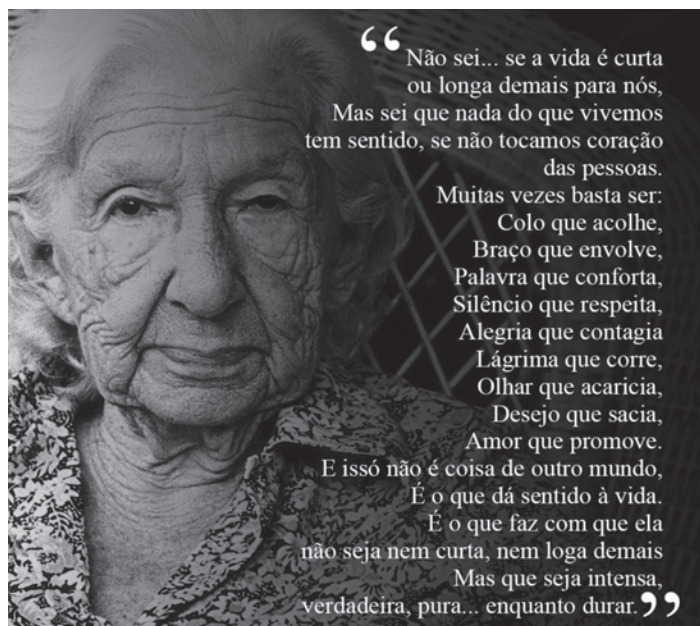 “Não sei... se a vida é curta
ou longa demais para nós,
Mas sei que nada do que vivemos
tem sentido, se não tocamos coração
das pessoas.
Muitas vezes basta ser:
Colo que acolhe,
Braço que envolve,
Palavra que conforta,
Silêncio que respeita,
Alegria que contagia
Lágrima que corre,
Olhar que acaricia,
Desejo que sacia,
Amor que promove.
E issó não é coisa de outro mundo,
É o que dá sentido à vida.
É o que faz com que ela
não seja nem curta, nem loga demais
Mas que seja intensa,
verdadeira, pura... enquanto durar.”